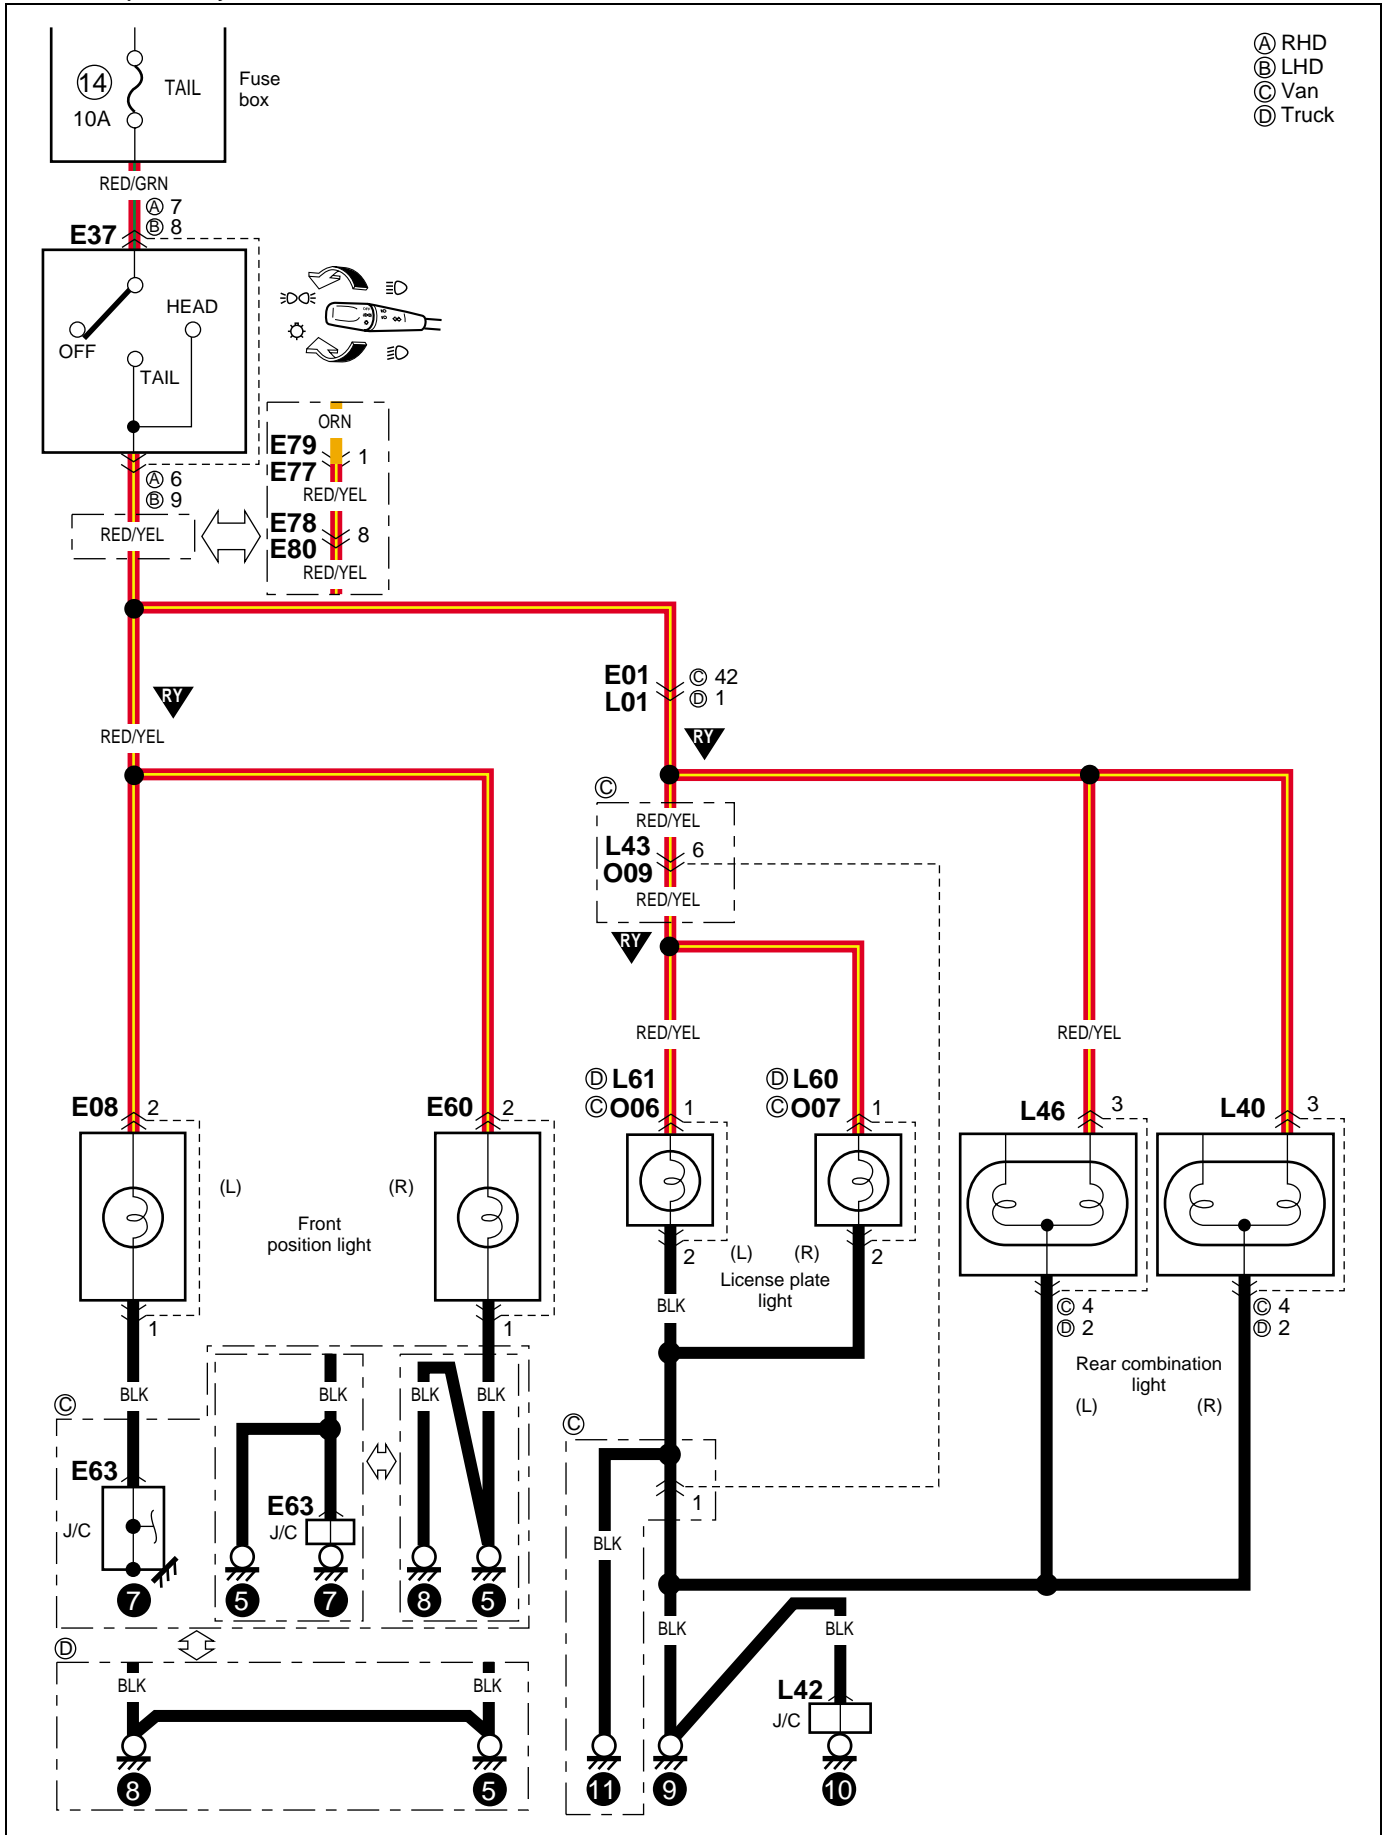 Ⓐ RHD
Ⓑ LHD
Ⓒ Van
Ⓓ Truck
14
10A
TAIL
Fuse
box
RED/GRN
Ⓐ 7
Ⓑ 8
E37
HEAD
OFF
TAIL
Ⓐ 6
Ⓑ 9
RED/YEL
ORN
E79
E77
1
RED/YEL
E78
E80
8
RED/YEL
E01
L01
Ⓒ 42
Ⓓ 1
RY
RY
RED/YEL
Ⓒ
RED/YEL
L43
O09
6
RED/YEL
RY
RED/YEL
RED/YEL
E08 2
E60 2
Ⓓ L61
Ⓒ O06 1
Ⓓ L60
Ⓒ O07 1
L46 3
L40 3
(L)
(R)
Front
position light
1
1
2
(L)
(R)
2
License plate
light
BLK
Ⓒ 4
Ⓓ 2
Ⓒ 4
Ⓓ 2
Rear combination
light
(L)
(R)
BLK
BLK
BLK
BLK
Ⓒ
Ⓒ
E63
J/C
E63
J/C
1
BLK
7
5
7
8
5
BLK
BLK
Ⓓ
BLK
BLK
L42
J/C
8
5
11
9
10